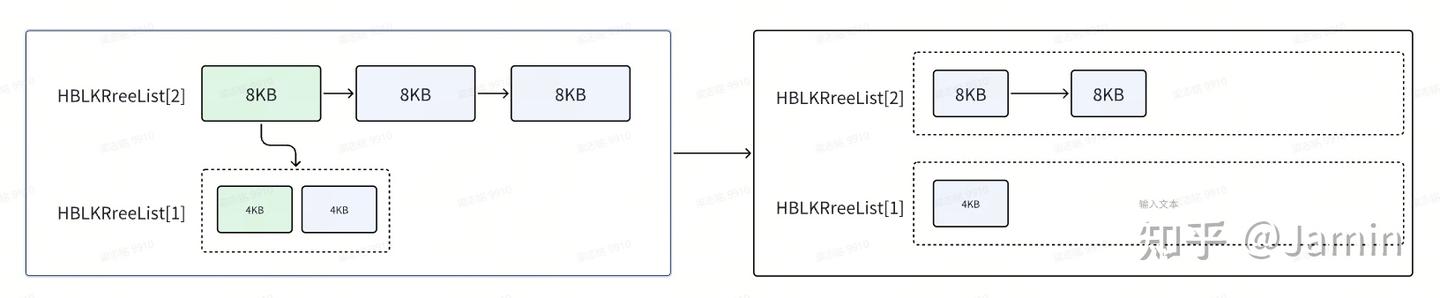 HBLKRreeList[2]
8KB
8KB
8KB
HBLKRreeList[1]
4KB
4KB
HBLKRreeList[2]
8KB
8KB
HBLKRreeList[1]
4KB
输入文本
知乎 @Jarnin